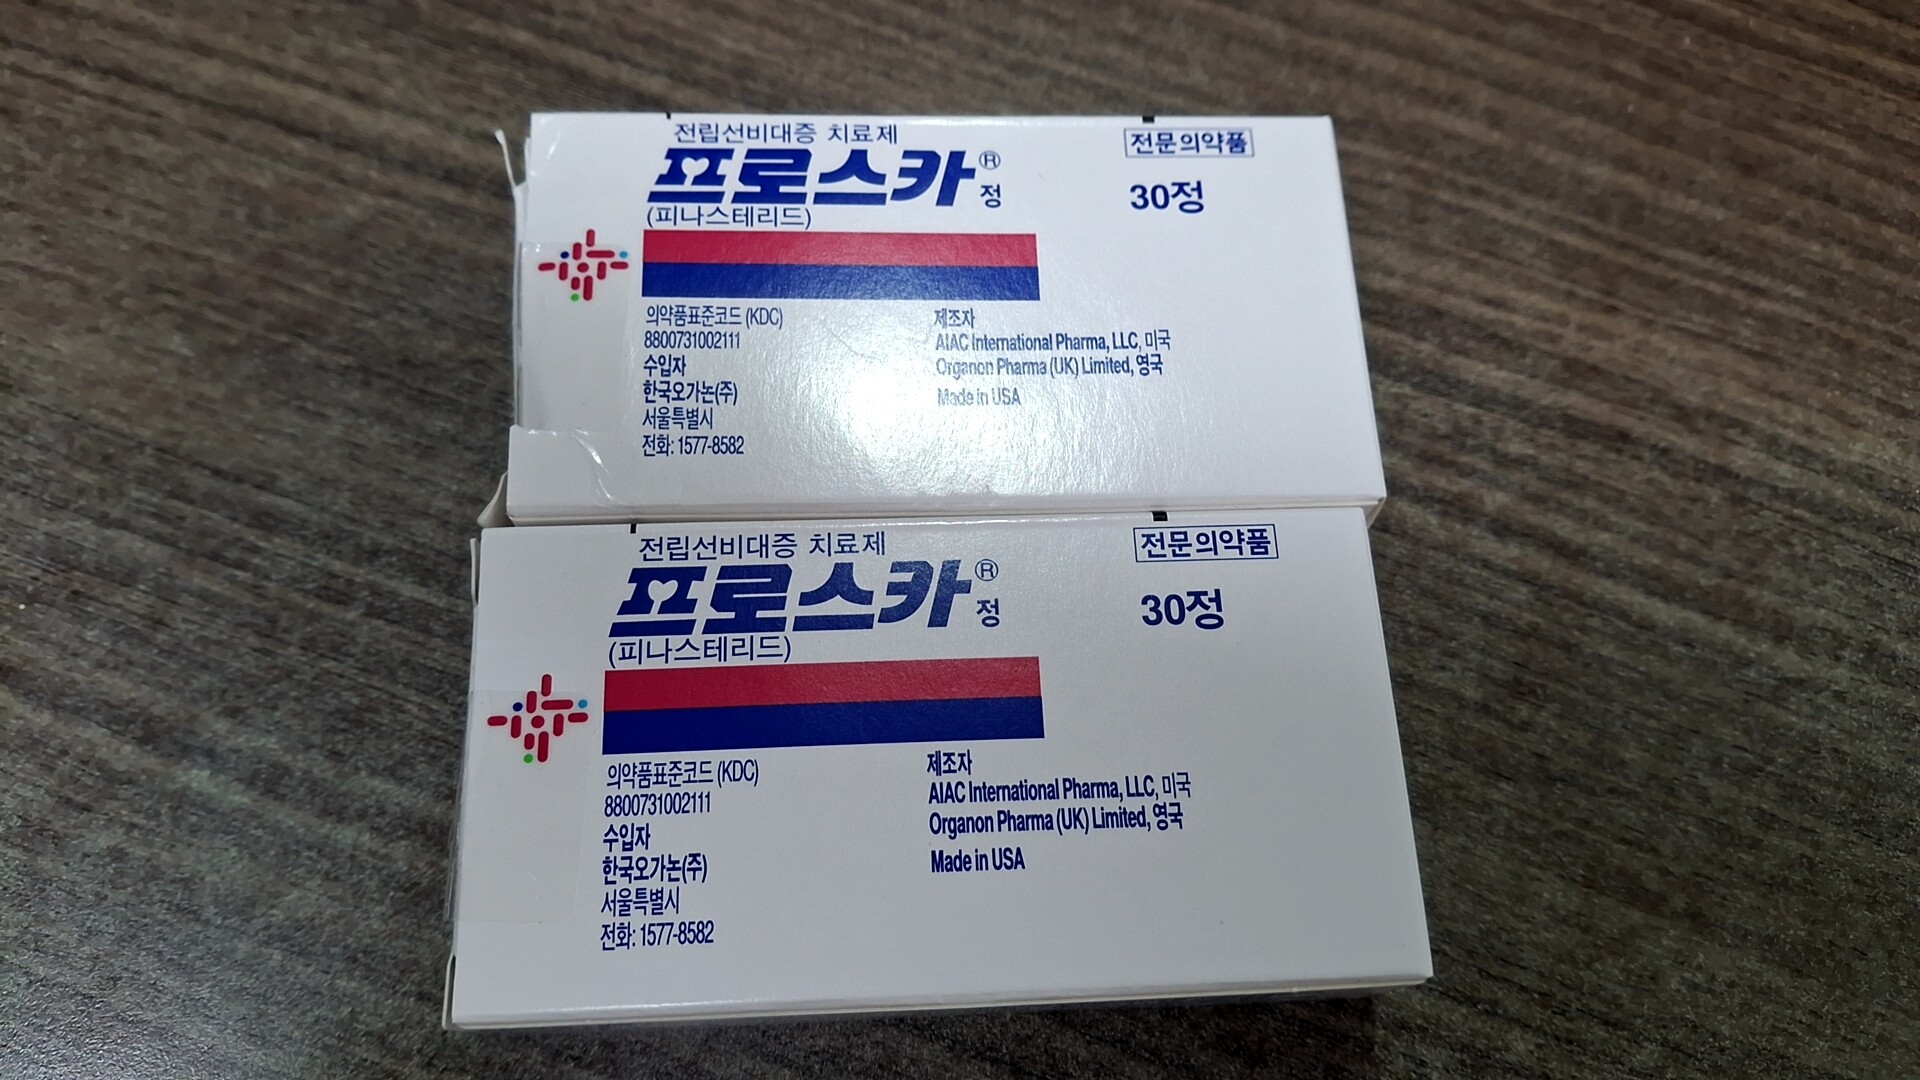 전립선비대증 치료제
전문의약품
프로스카® 정
30정
(피나스테리드)
의약품표준코드 (KDC)
8800731002111
수입자
한국오가논(주)
서울특별시
전화: 1577-8582
제조자
AIAC International Pharma, LLC, 미국
Organon Pharma (UK) Limited, 영국
Made in USA
전립선비대증 치료제
전문의약품
프로스카® 정
30정
(피나스테리드)
의약품표준코드 (KDC)
8800731002111
수입자
한국오가논(주)
서울특별시
전화: 1577-8582
제조자
AIAC International Pharma, LLC, 미국
Organon Pharma (UK) Limited, 영국
Made in USA